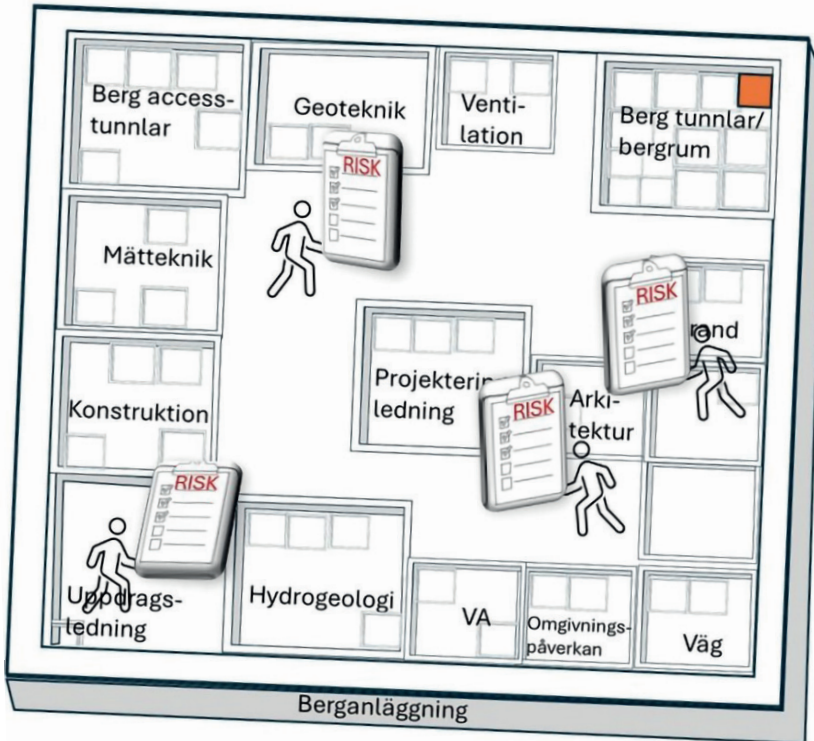 Berg access-
tunnlar
Geoteknik
Venti-
lation
Berg tunnlar/
bergrum
RISK
Mätteknik
RISK
rand
Projekterin
ledning
RISK
Arki-
tektur
Konstruktion
RISK
Uppdrags-
ledning
Hydrogeologi
VA
Omgivnings-
påverkan
Väg
Berganläggning